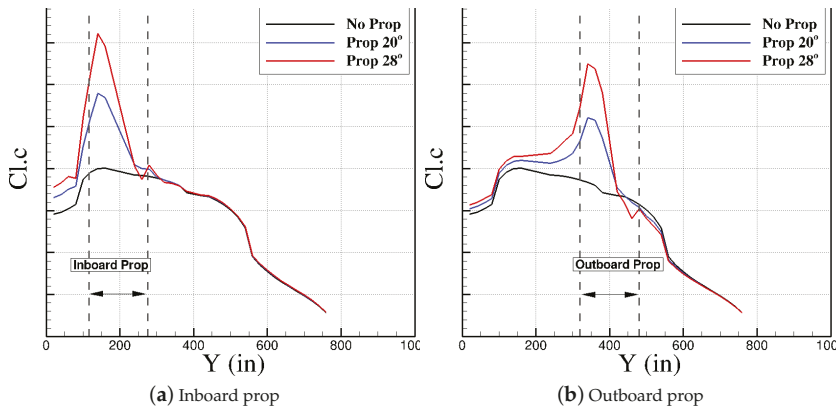 No Prop
Prop 20°
Prop 28°
Cl.c
Inboard Prop
0 200 400 600 800 100
Y (in)
(a) Inboard prop
No Prop
Prop 20°
Prop 28°
Cl.c
Outboard Prop
0 200 400 600 800 100
Y (in)
(b) Outboard prop